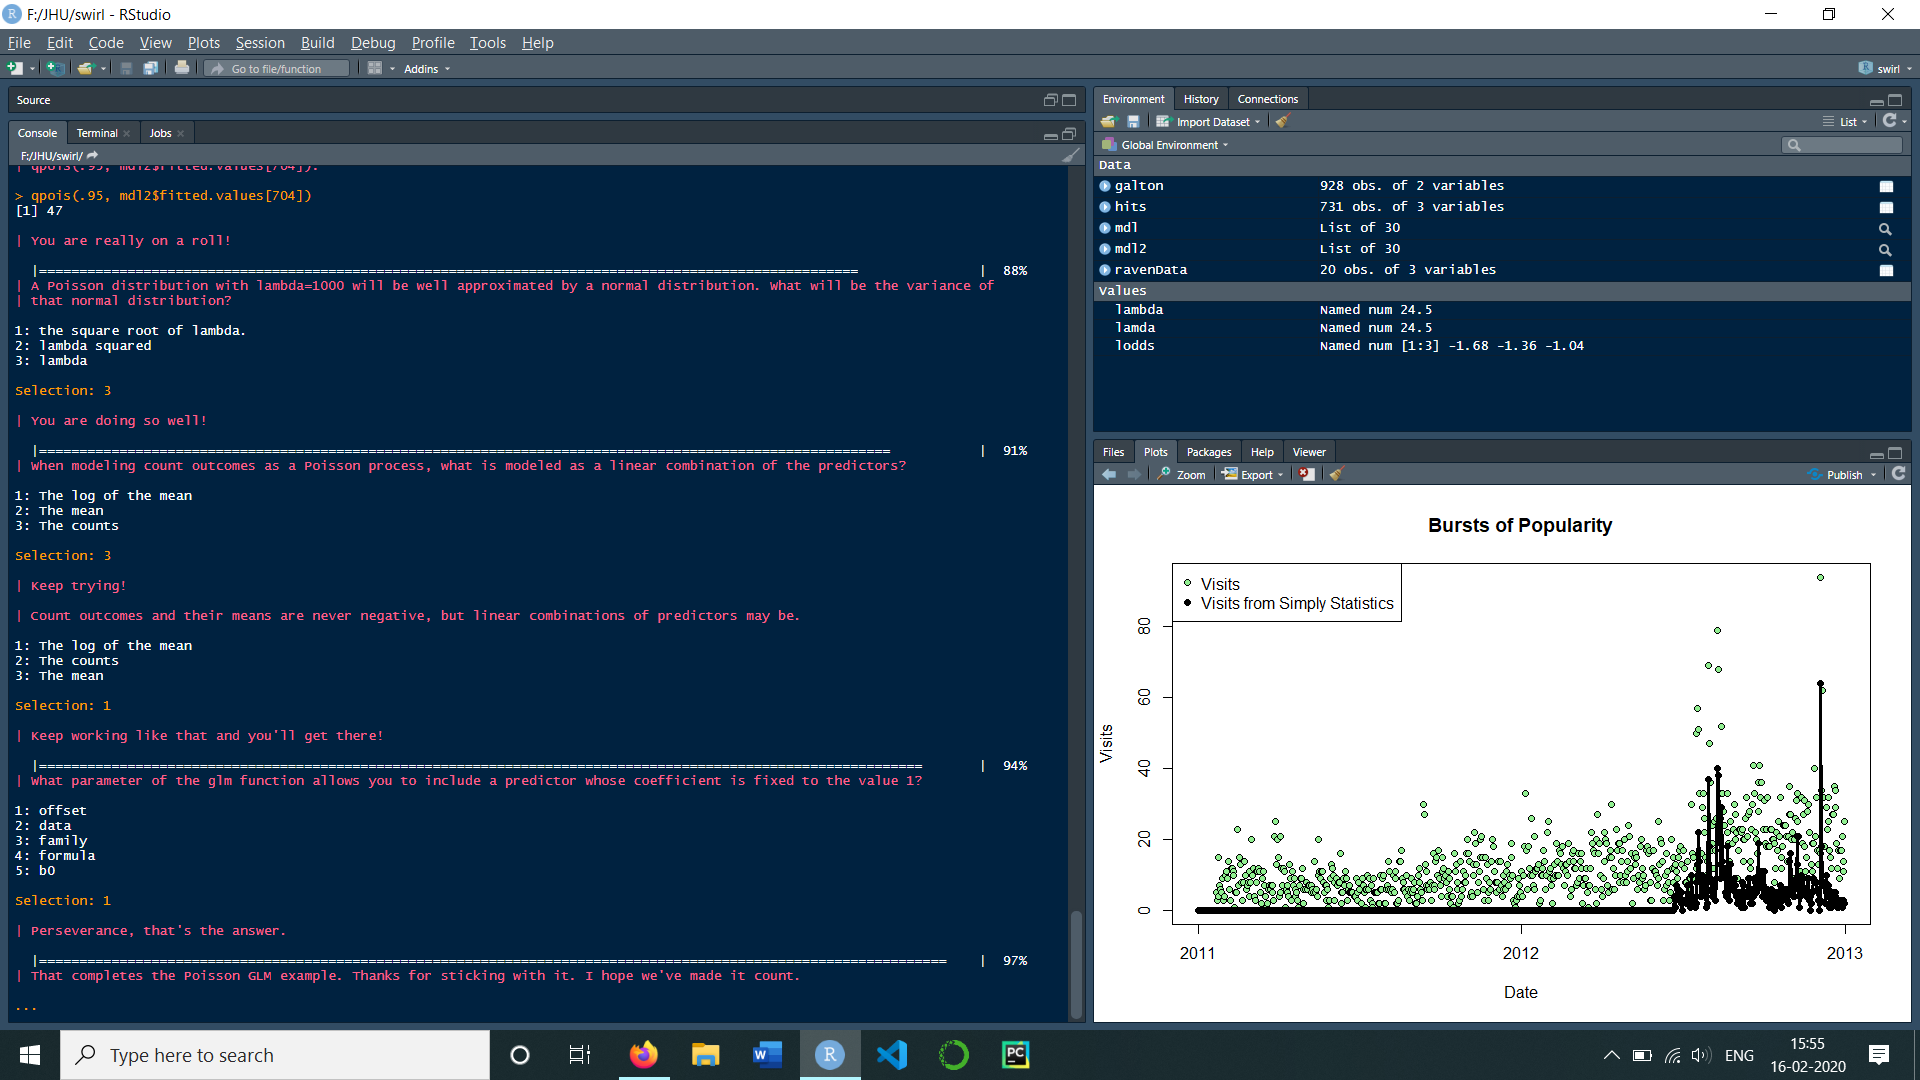 F:/JHU/swirl - RStudio
File Edit Code View Plots Session Build Debug Profile Tools Help
Go to file/function Addins swirl
Source
Console Terminal Jobs
F:/JHU/swirl/
| qpois(.95, mdl2$fitted.values[704]).
> qpois(.95, mdl2$fitted.values[704])
[1] 47
| You are really on a roll!
|======================================================================================================= | 88%
| A Poisson distribution with lambda=1000 will be well approximated by a normal distribution. What will be the variance of
| that normal distribution?
1: the square root of lambda.
2: lambda squared
3: lambda
Selection: 3
| You are doing so well!
|=========================================================================================================== | 91%
| When modeling count outcomes as a Poisson process, what is modeled as a linear combination of the predictors?
1: The log of the mean
2: The mean
3: The counts
Selection: 3
| Keep trying!
| Count outcomes and their means are never negative, but linear combinations of predictors may be.
1: The log of the mean
2: The counts
3: The mean
Selection: 1
| Keep working like that and you'll get there!
|=============================================================================================================== | 94%
| What parameter of the glm function allows you to include a predictor whose coefficient is fixed to the value 1?
1: offset
2: data
3: family
4: formula
5: b0
Selection: 1
| Perseverance, that's the answer.
|================================================================================================================== | 97%
| That completes the Poisson GLM example. Thanks for sticking with it. I hope we've made it count.
...
Environment History Connections
Import Dataset List
Global Environment
Data
galton 928 obs. of 2 variables
hits 731 obs. of 3 variables
mdl List of 30
mdl2 List of 30
ravenData 20 obs. of 3 variables
Values
lambda Named num 24.5
lamda Named num 24.5
lodds Named num [1:3] -1.68 -1.36 -1.04
Files Plots Packages Help Viewer
Zoom Export Publish
Bursts of Popularity
Visits
Visits from Simply Statistics
80
60
40
20
0
Visits
2011 2012 2013
Date
Type here to search
ENG
15:55
16-02-2020